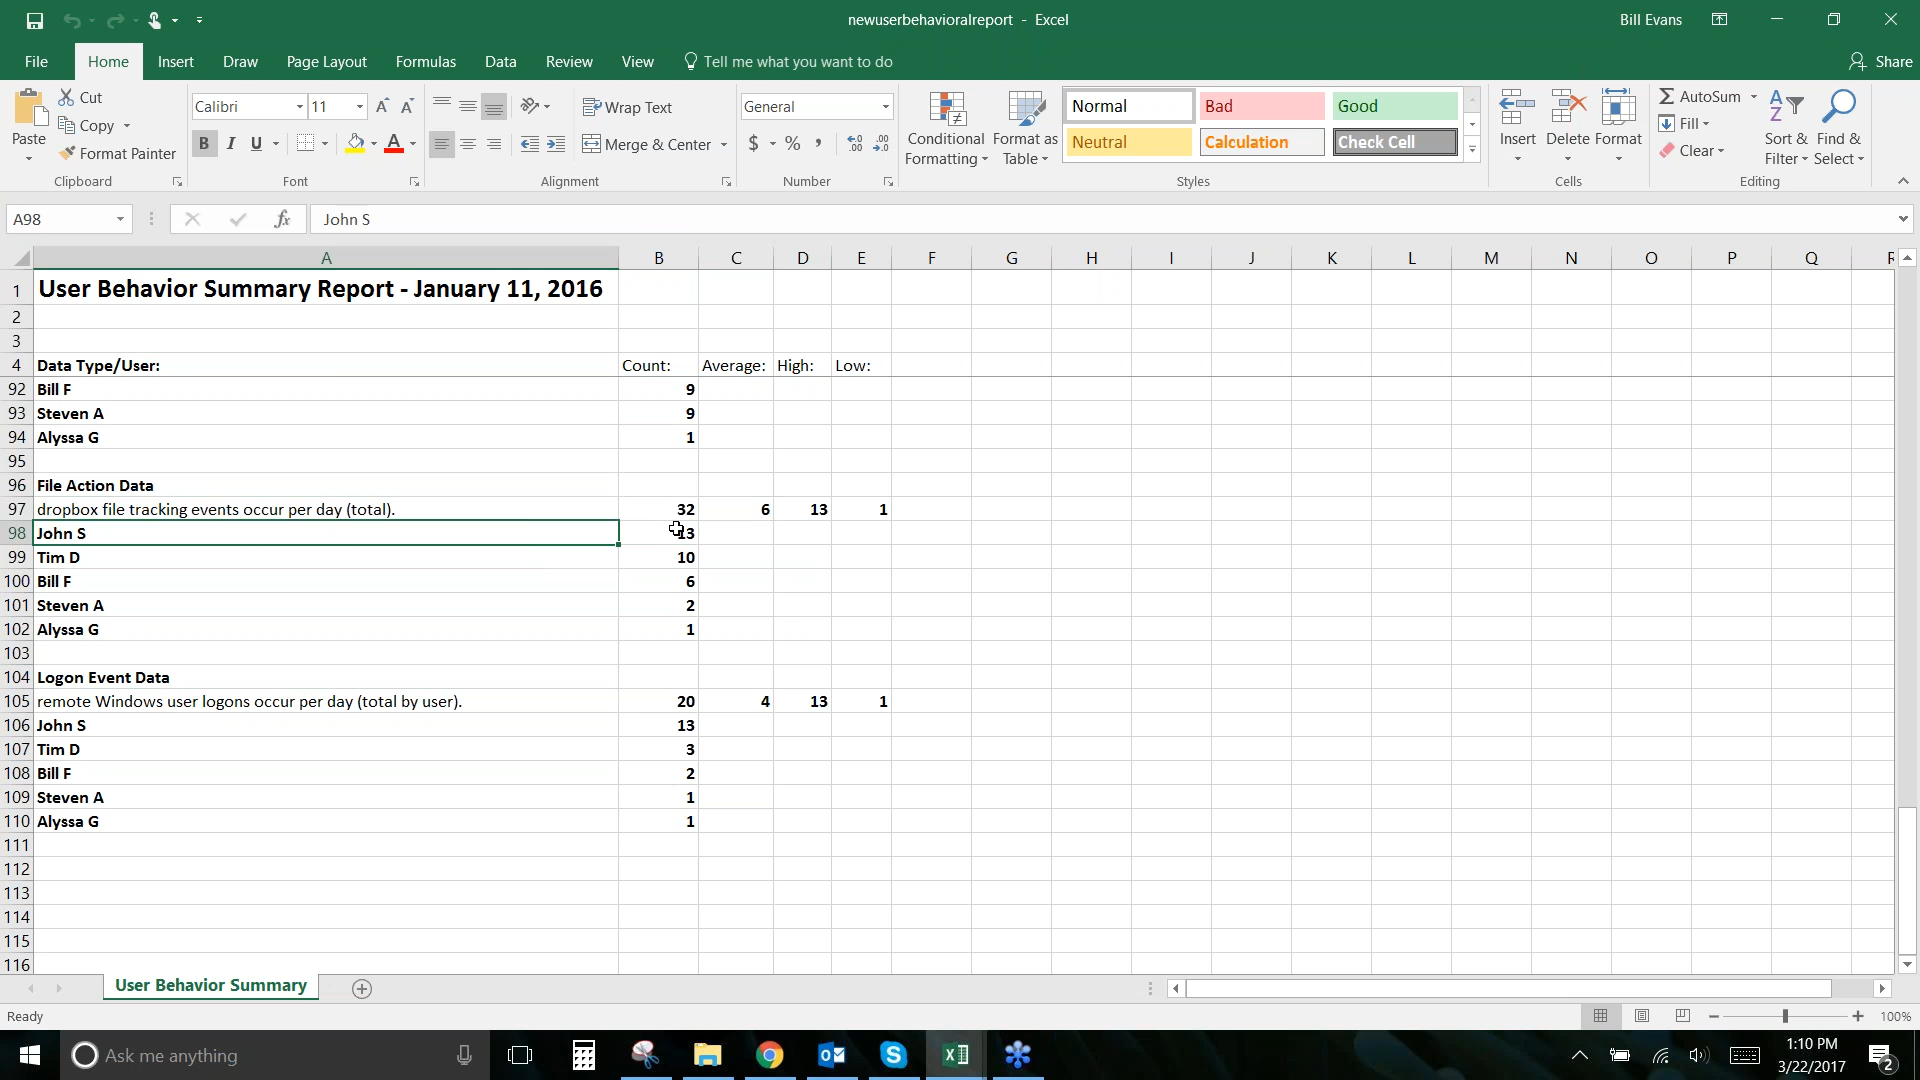 newuserbehavioralreport - Excel
Bill Evans
File Home Insert Draw Page Layout Formulas Data Review View Tell me what you want to do Share
Paste
Cut
Copy
Format Painter
Clipboard
Calibri 11
B I U
Font
Wrap Text
Merge & Center
Alignment
General
$ % ,
Number
Conditional Formatting
Format as Table
Normal Bad Good
Neutral Calculation Check Cell
Styles
Insert Delete Format
Cells
AutoSum
Fill
Clear
Sort & Filter
Find & Select
Editing
A98 fx John S
A B C D E F G H I J K L M N O P Q R
1 User Behavior Summary Report - January 11, 2016
2
3
4 Data Type/User: Count: Average: High: Low:
92 Bill F 9
93 Steven A 9
94 Alyssa G 1
95
96 File Action Data
97 dropbox file tracking events occur per day (total). 32 6 13 1
98 John S 13
99 Tim D 10
100 Bill F 6
101 Steven A 2
102 Alyssa G 1
103
104 Logon Event Data
105 remote Windows user logons occur per day (total by user). 20 4 13 1
106 John S 13
107 Tim D 3
108 Bill F 2
109 Steven A 1
110 Alyssa G 1
111
112
113
114
115
116
User Behavior Summary
Ready
100%
Ask me anything
1:10 PM
3/22/2017
2